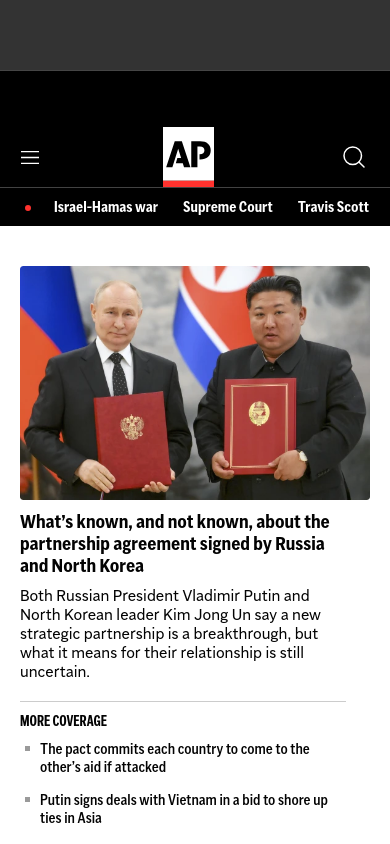 AP
Israel-Hamas war
Supreme Court
Travis Scott
What's known, and not known, about the
partnership agreement signed by Russia
and North Korea
Both Russian President Vladimir Putin and
North Korean leader Kim Jong Un say a new
strategic partnership is a breakthrough, but
what it means for their relationship is still
uncertain.
MORE COVERAGE
The pact commits each country to come to the
other's aid if attacked
Putin signs deals with Vietnam in a bid to shore up
ties in Asia